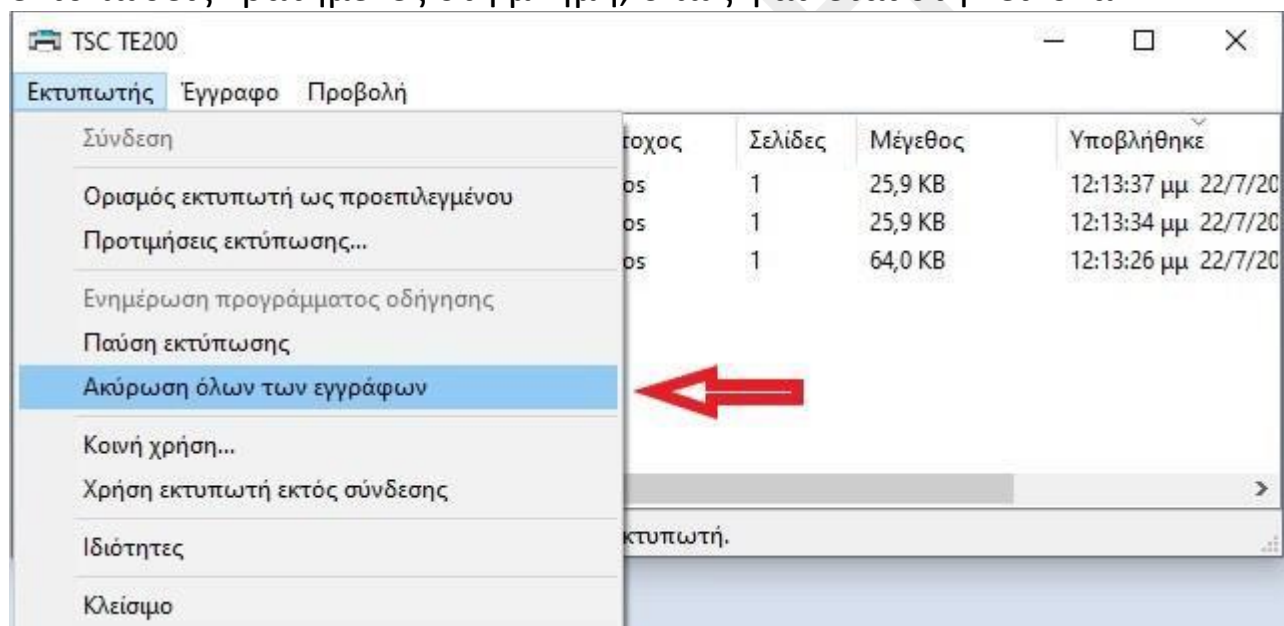 TSC TE200
Εκτυπωτής Έγγραφο Προβολή
Σύνδεση
Ορισμός εκτυπωτή ως προεπιλεγμένου
Προτιμήσεις εκτύπωσης...
Ενημέρωση προγράμματος οδήγησης
Παύση εκτύπωσης
Ακύρωση όλων των εγγράφων
Κοινή χρήση...
Χρήση εκτυπωτή εκτός σύνδεσης
Ιδιότητες
Κλείσιμο
τοχος Σελίδες Μέγεθος Υποβλήθηκε
os 1 25,9 KB 12:13:37 μμ 22/7/20
os 1 25,9 KB 12:13:34 μμ 22/7/20
os 1 64,0 KB 12:13:26 μμ 22/7/20
κτυπωτή.